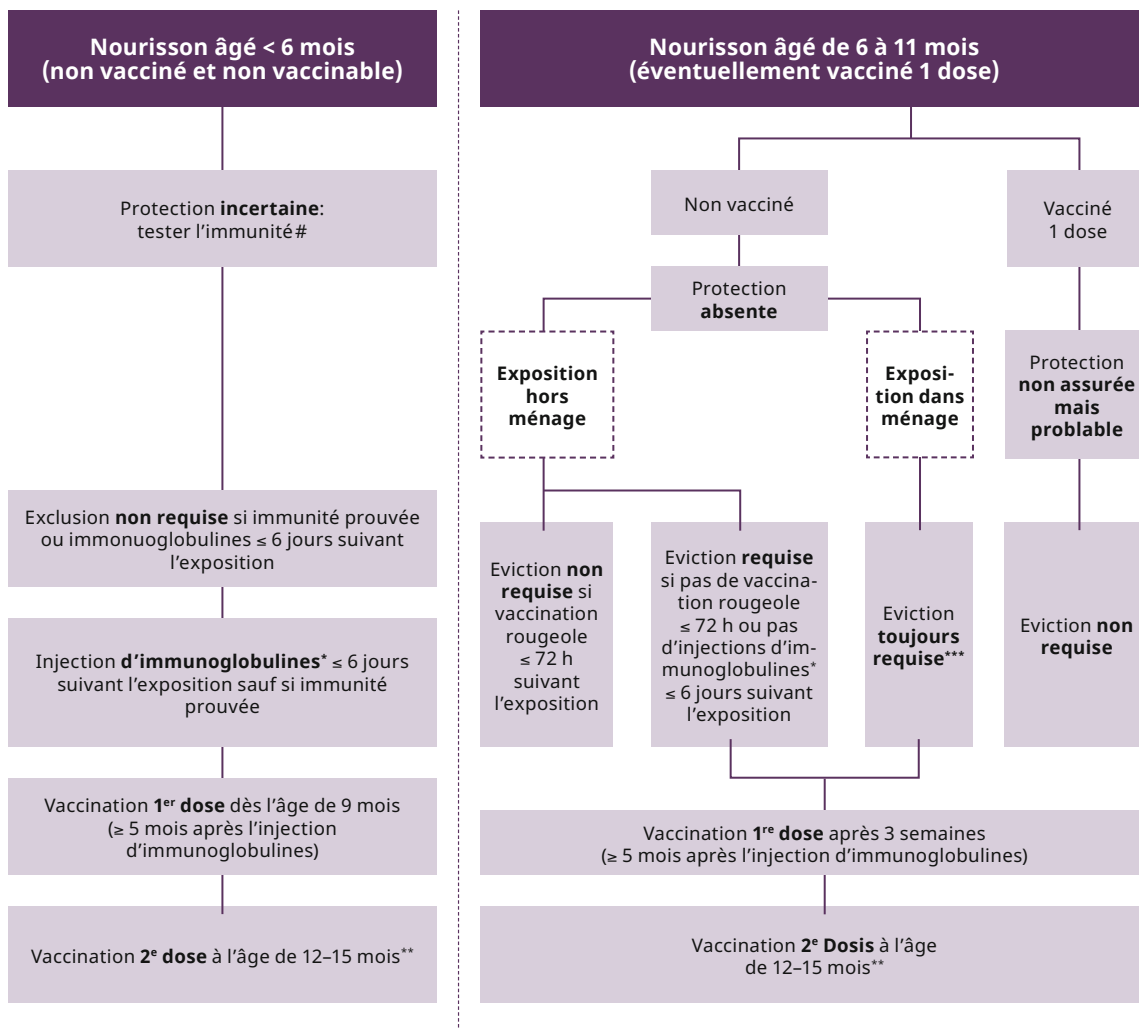 Nourisson âgé < 6 mois
(non vacciné et non vaccinable)
Protection incertaine:
tester l'immunité#
Exclusion non requise si immunité prouvée
ou immonuoglobulines ≤ 6 jours suivant
l'exposition
Injection d'immunoglobulines* ≤ 6 jours
suivant l'exposition sauf si immunité
prouvée
Vaccination 1er dose dès l'âge de 9 mois
(≥ 5 mois après l'injection
d'immunoglobulines)
Vaccination 2e dose à l'âge de 12–15 mois**
Nourisson âgé de 6 à 11 mois
(éventuellement vacciné 1 dose)
Non vacciné
Vacciné
1 dose
Protection
absente
Exposition
hors
ménage
Exposi-
tion dans
ménage
Protection
non assurée
mais
problable
Eviction non
requise si
vaccination
rougeole
≤ 72 h
suivant
l'exposition
Eviction requise
si pas de vaccina-
tion rougeole
≤ 72 h ou pas
d'injections d'im-
munoglobulines*
≤ 6 jours suivant
l'exposition
Eviction
toujours
requise***
Eviction non
requise
Vaccination 1re dose après 3 semaines
(≥ 5 mois après l'injection d'immunoglobulines)
Vaccination 2e Dosis à l'âge
de 12–15 mois**